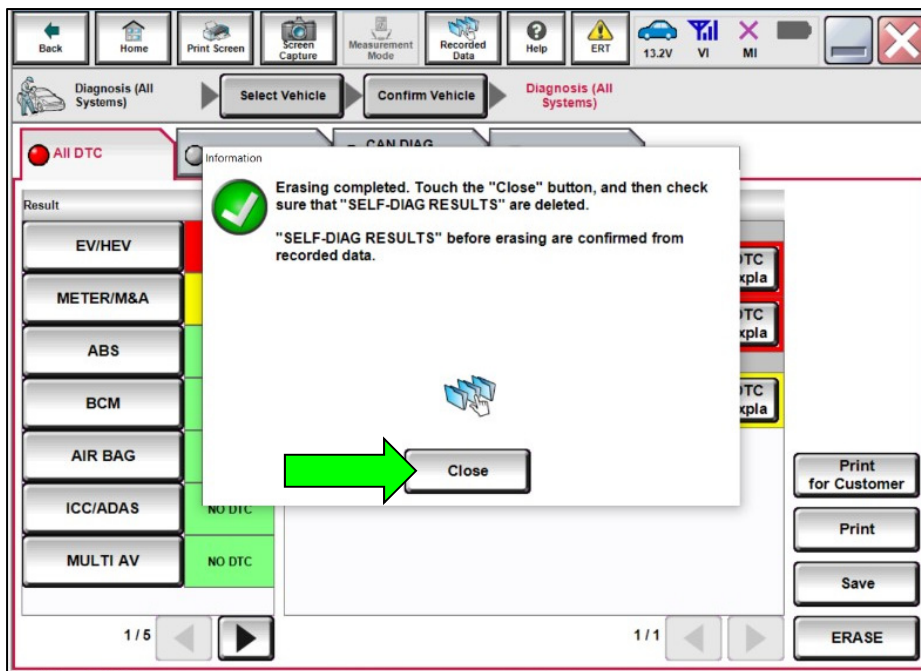 Back
Home
Print Screen
Screen
Capture
Measurement
Mode
Recorded
Data
Help
ERT
13.2V
VI
MI
Diagnosis (All
Systems)
Select Vehicle
Confirm Vehicle
Diagnosis (All
Systems)
All DTC
CAN DIAG
Information
Erasing completed. Touch the "Close" button, and then check
sure that "SELF-DIAG RESULTS" are deleted.
"SELF-DIAG RESULTS" before erasing are confirmed from
recorded data.
Close
Result
EV/HEV
METER/M&A
ABS
BCM
AIR BAG
ICC/ADAS
NO DTC
MULTI AV
NO DTC
1 / 5
1 / 1
Print
for Customer
Print
Save
ERASE